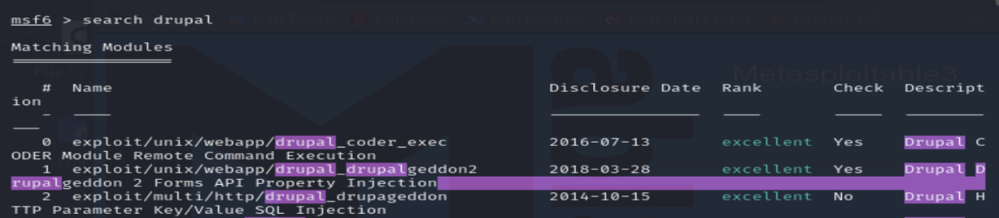 msf6 > search drupal
Matching Modules
# Name Disclosure Date Rank Check Descript
ion
- ---- --------------- ---- ----- --------
---
0 exploit/unix/webapp/drupal_coder_exec 2016-07-13 excellent Yes Drupal C
ODER Module Remote Command Execution
1 exploit/unix/webapp/drupal_drupalgeddon2 2018-03-28 excellent Yes Drupal D
rupalgeddon 2 Forms API Property Injection
2 exploit/multi/http/drupal_drupageddon 2014-10-15 excellent No Drupal H
TTP Parameter Key/Value SQL Injection
Metasploitable3
File Sy